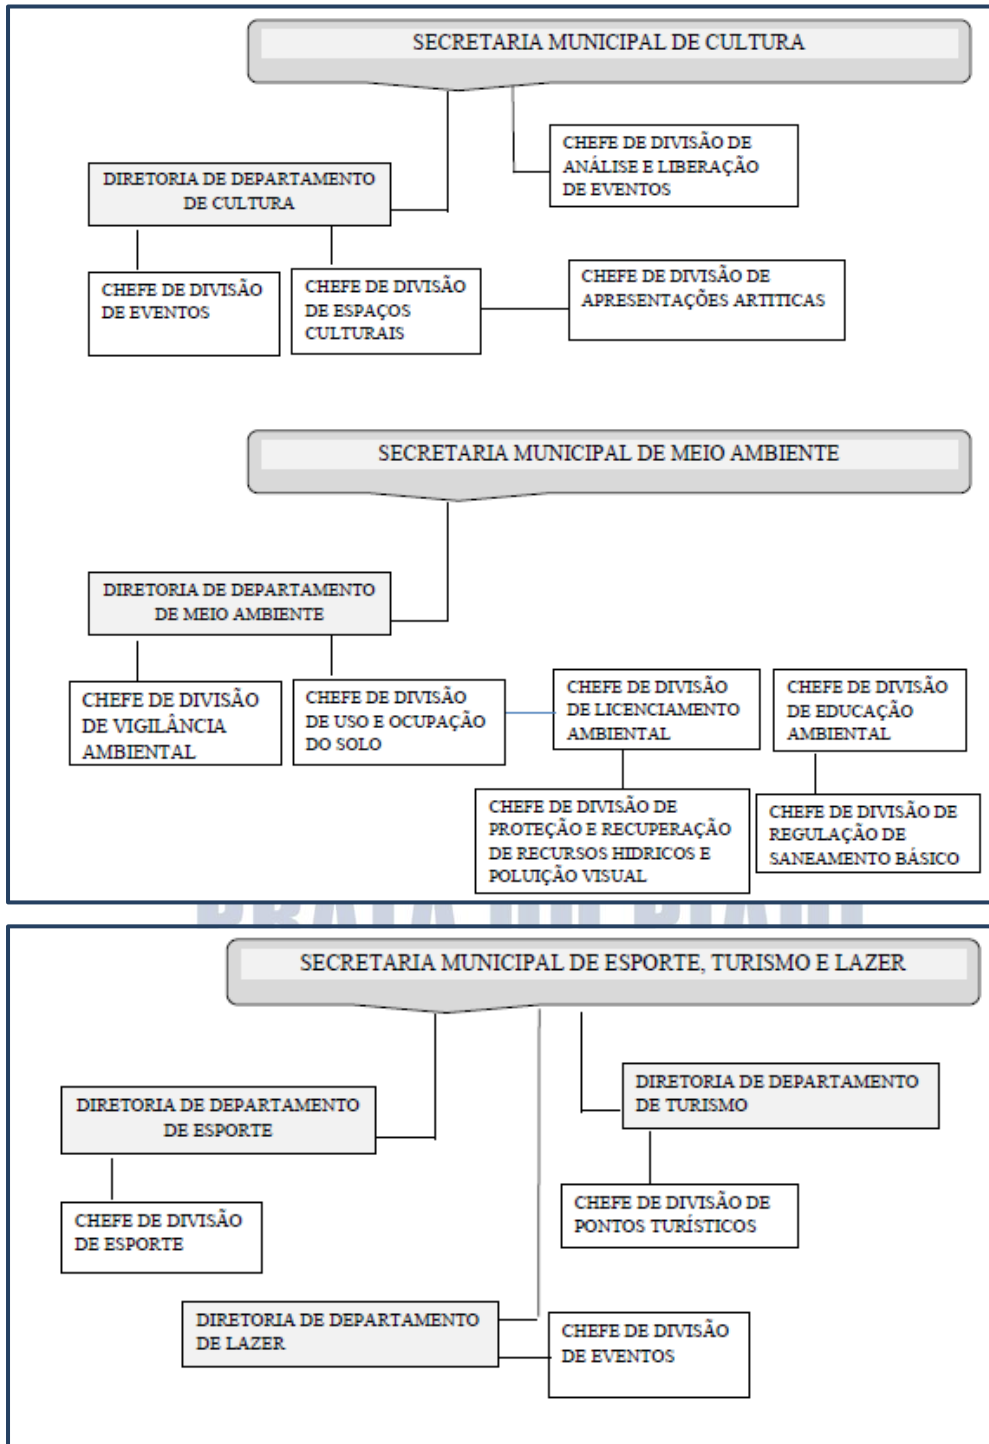 SECRETARIA MUNICIPAL DE CULTURA
CHEFE DE DIVISÃO DE
ANÁLISE E LIBERAÇÃO
DE EVENTOS
DIRETORIA DE DEPARTAMENTO
DE CULTURA
CHEFE DE DIVISÃO
DE EVENTOS
CHEFE DE DIVISÃO
DE ESPAÇOS
CULTURAIS
CHEFE DE DIVISÃO DE
APRESENTAÇÕES ARTITICAS
SECRETARIA MUNICIPAL DE MEIO AMBIENTE
DIRETORIA DE DEPARTAMENTO
DE MEIO AMBIENTE
CHEFE DE DIVISÃO
DE VIGILÂNCIA
AMBIENTAL
CHEFE DE DIVISÃO
DE USO E OCUPAÇÃO
DO SOLO
CHEFE DE DIVISÃO
DE LICENCIAMENTO
AMBIENTAL
CHEFE DE DIVISÃO
DE EDUCAÇÃO
AMBIENTAL
CHEFE DE DIVISÃO DE
PROTEÇÃO E RECUPERAÇÃO
DE RECURSOS HIDRICOS E
POLUIÇÃO VISUAL
CHEFE DE DIVISÃO DE
REGULAÇÃO DE
SANEAMENTO BÁSICO
SECRETARIA MUNICIPAL DE ESPORTE, TURISMO E LAZER
DIRETORIA DE DEPARTAMENTO
DE ESPORTE
DIRETORIA DE DEPARTAMENTO
DE TURISMO
CHEFE DE DIVISÃO
DE ESPORTE
CHEFE DE DIVISÃO DE
PONTOS TURÍSTICOS
DIRETORIA DE DEPARTAMENTO
DE LAZER
CHEFE DE DIVISÃO
DE EVENTOS